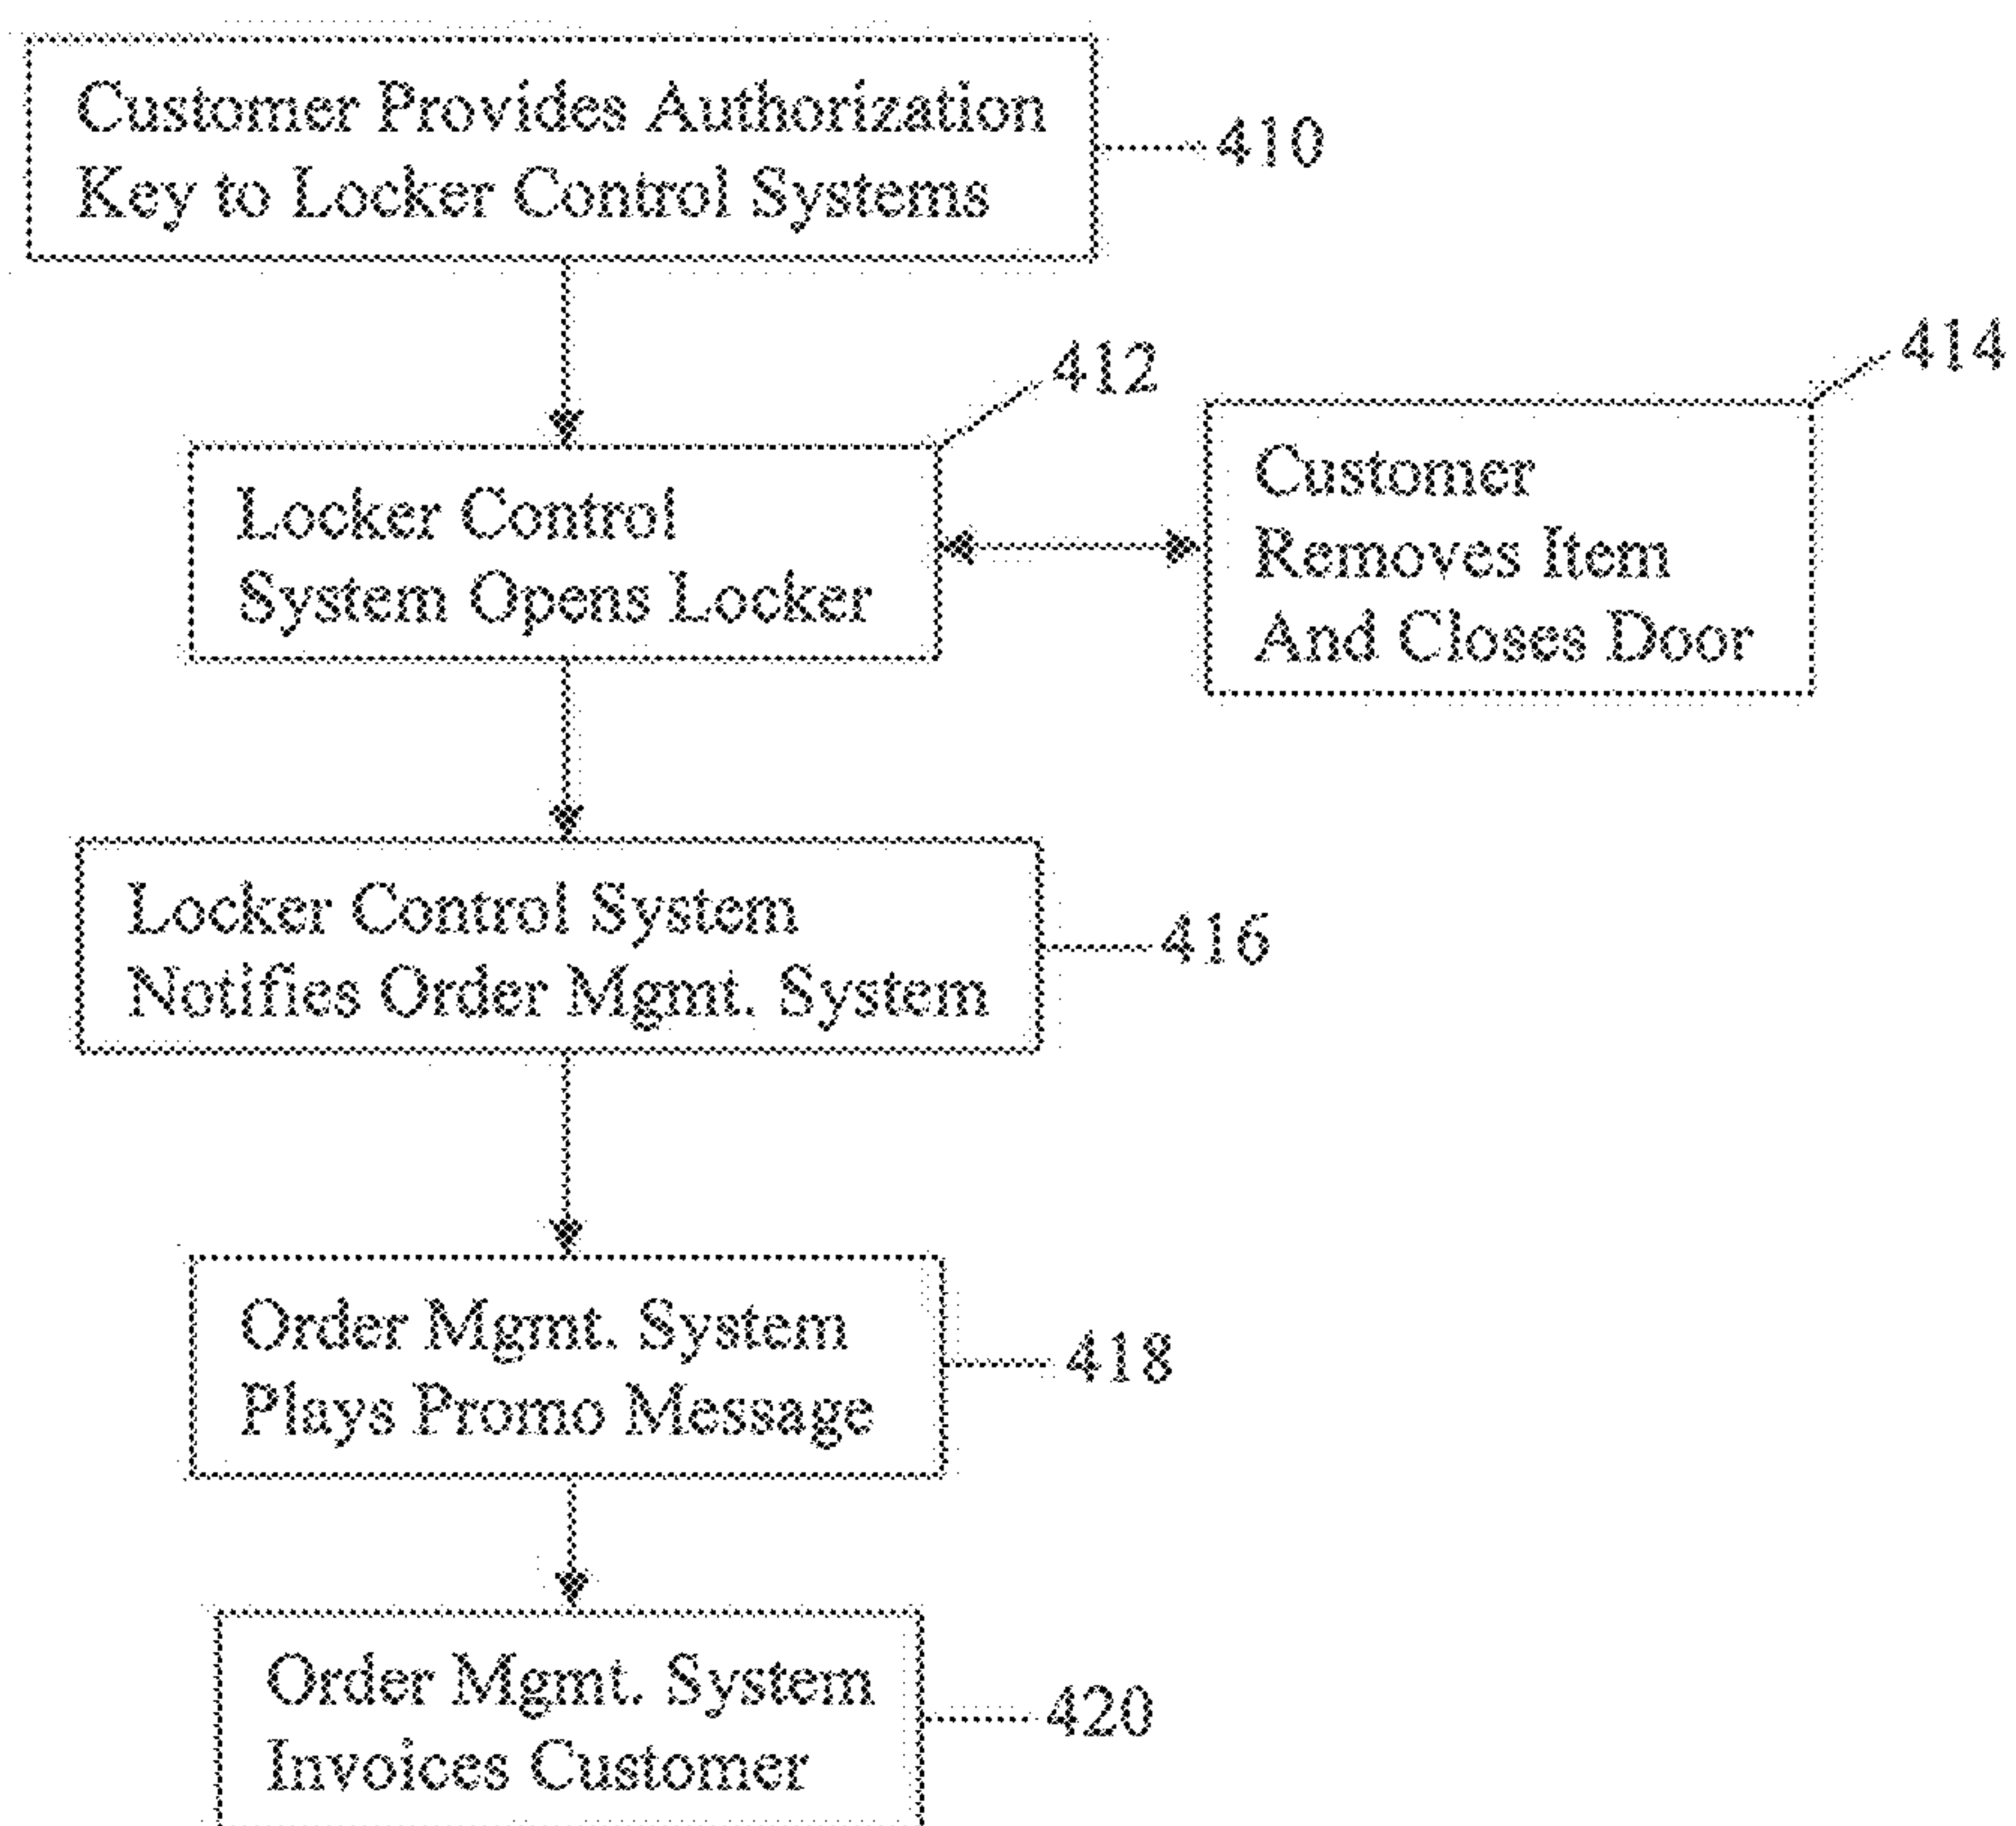 Customer Provides Authorization
Key to Locker Control Systems
410
412
414
Locker Control
System Opens Locker
Customer
Removes Item
And Closes Door
Locker Control System
Notifies Order Mgmt. System
416
Order Mgmt. System
Plays Promo Message
418
Order Mgmt. System
Invoices Customer
420